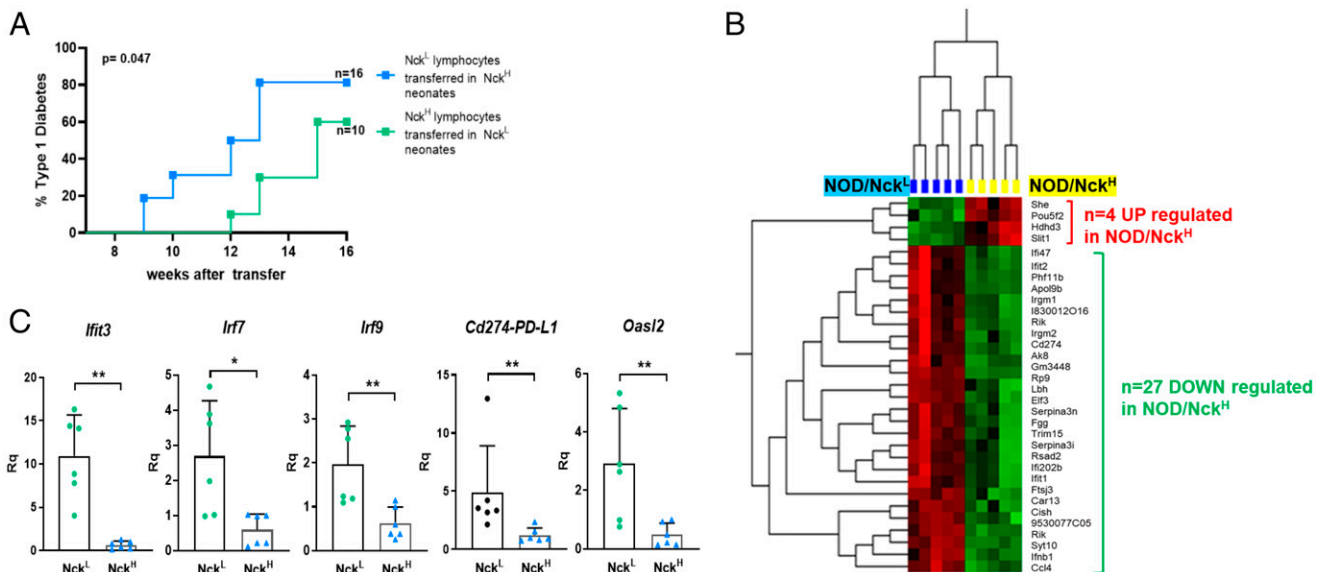 A
p= 0.047
100
80
60
40
20
0
% Type 1 Diabetes
8 10 12 14 16
weeks after transfer
n=16
n=10
Nck^L lymphocytes
transferred in Nck^H
neonates
Nck^H lymphocytes
transferred in Nck^L
neonates
B
NOD/Nck^L
NOD/Nck^H
She
Pou5f2
Hdhd3
Slit1
n=4 UP regulated
in NOD/Nck^H
Ifi47
Ifit2
Phf11b
Apol9b
Irgm1
I830012O16
Rik
Irgm2
Cd274
Ak8
Gm3448
Rp9
Lbh
Elf3
Serpina3n
Fgg
Trim15
Serpina3i
Rsad2
Ifi202b
Ifit1
Ftsj3
Car13
Cish
9530077C05
Rik
Syt10
Ifnb1
Ccl4
n=27 DOWN regulated
in NOD/Nck^H
C
Ifit3
**
20
15
10
5
0
Rq
Nck^L Nck^H
Irf7
*
5
4
3
2
1
0
Rq
Nck^L Nck^H
Irf9
**
4
3
2
1
0
Rq
Nck^L Nck^H
Cd274-PD-L1
**
15
10
5
0
Rq
Nck^L Nck^H
Oasl2
**
6
4
2
0
Rq
Nck^L Nck^H